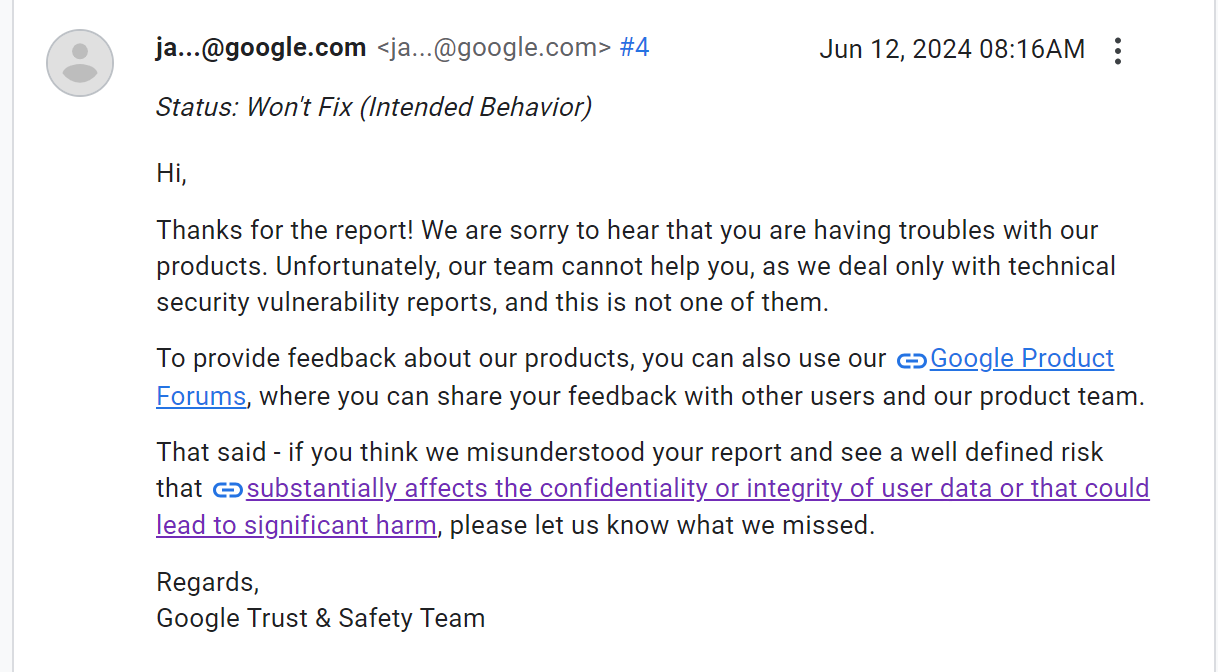 ja...@google.com <ja...@google.com> #4 Jun 12, 2024 08:16AM
Status: Won't Fix (Intended Behavior)
Hi,
Thanks for the report! We are sorry to hear that you are having troubles with our
products. Unfortunately, our team cannot help you, as we deal only with technical
security vulnerability reports, and this is not one of them.
To provide feedback about our products, you can also use our Google Product
Forums, where you can share your feedback with other users and our product team.
That said - if you think we misunderstood your report and see a well defined risk
that substantially affects the confidentiality or integrity of user data or that could
lead to significant harm, please let us know what we missed.
Regards,
Google Trust & Safety Team